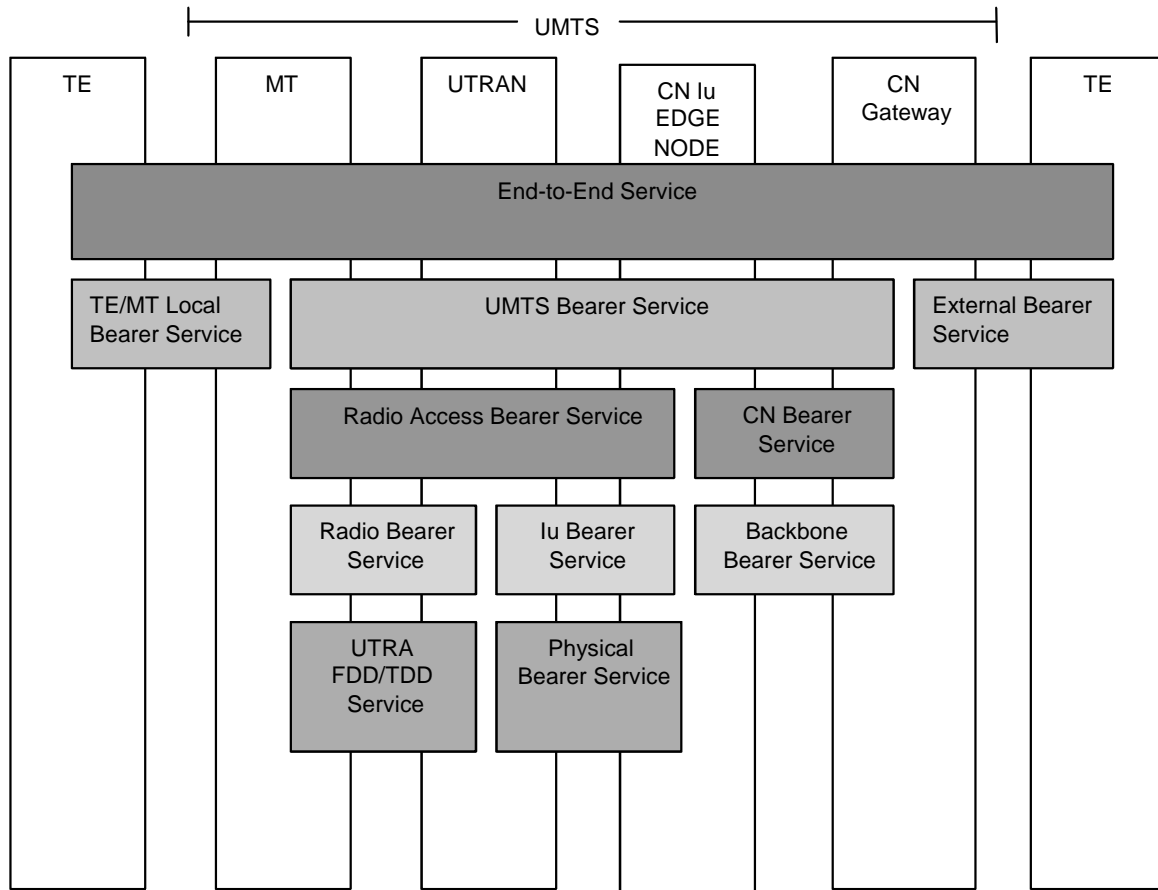 UMTS
TE
MT
UTRAN
CN Iu
EDGE
NODE
CN
Gateway
TE
End-to-End Service
TE/MT Local
Bearer Service
UMTS Bearer Service
External Bearer
Service
Radio Access Bearer Service
CN Bearer
Service
Radio Bearer
Service
Iu Bearer
Service
Backbone
Bearer Service
UTRA
FDD/TDD
Service
Physical
Bearer Service